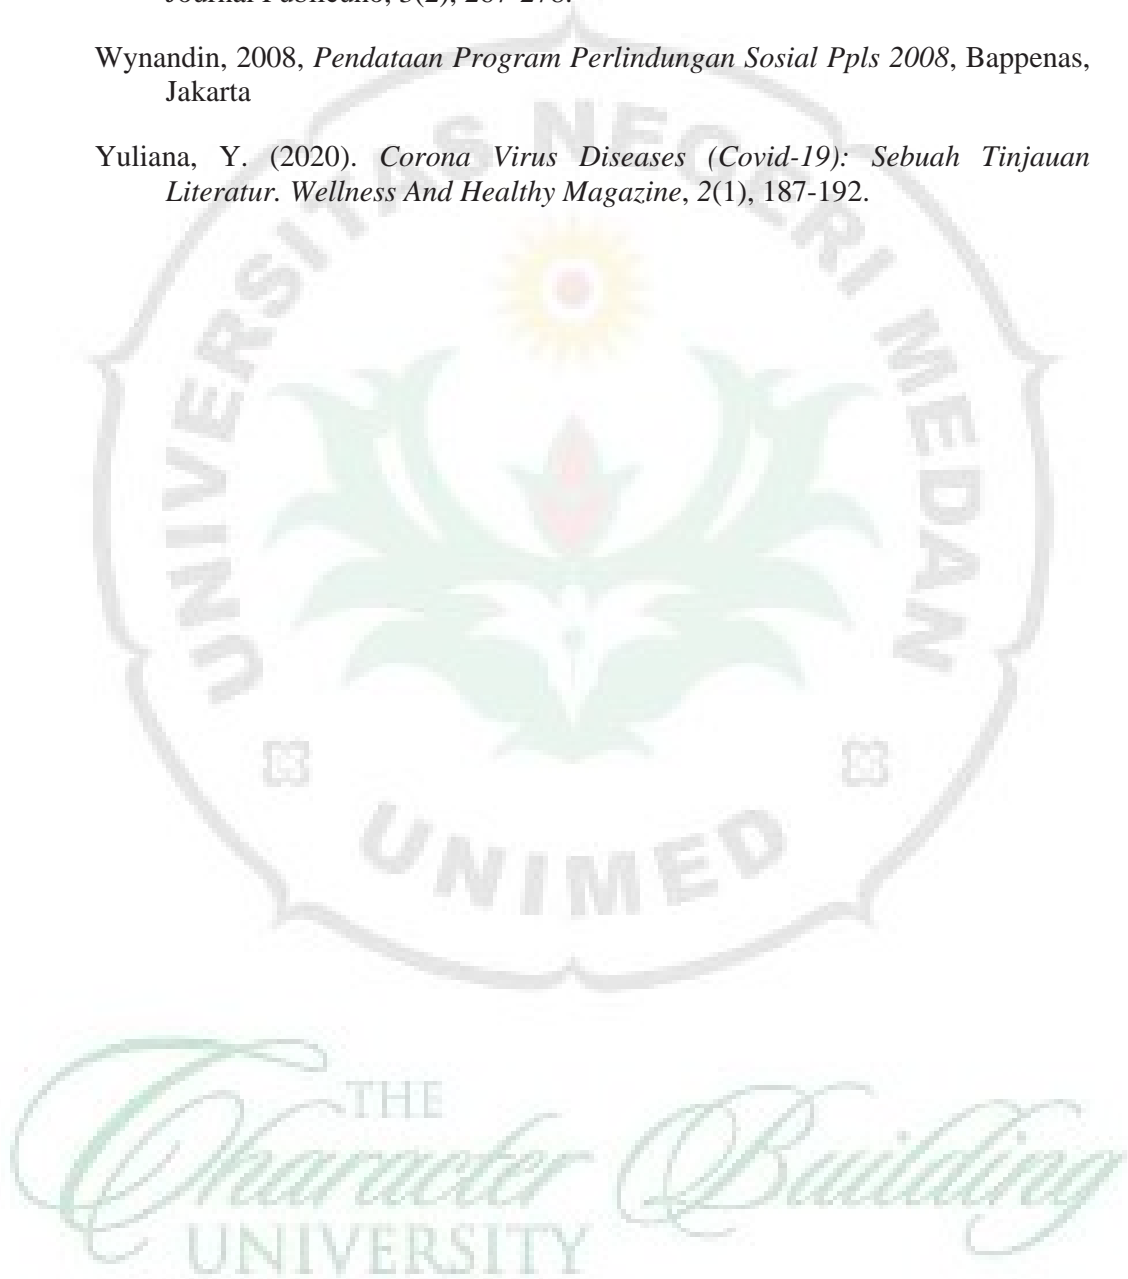 Wynandin, 2008, Pendataan Program Perlindungan Sosial Ppls 2008, Bappenas,
Jakarta
Yuliana, Y. (2020). Corona Virus Diseases (Covid-19): Sebuah Tinjauan
Literatur. Wellness And Healthy Magazine, 2(1), 187-192.
UNIVERSITAS NEGERI MEDAN
UNIMED
THE
Character Building
UNIVERSITY